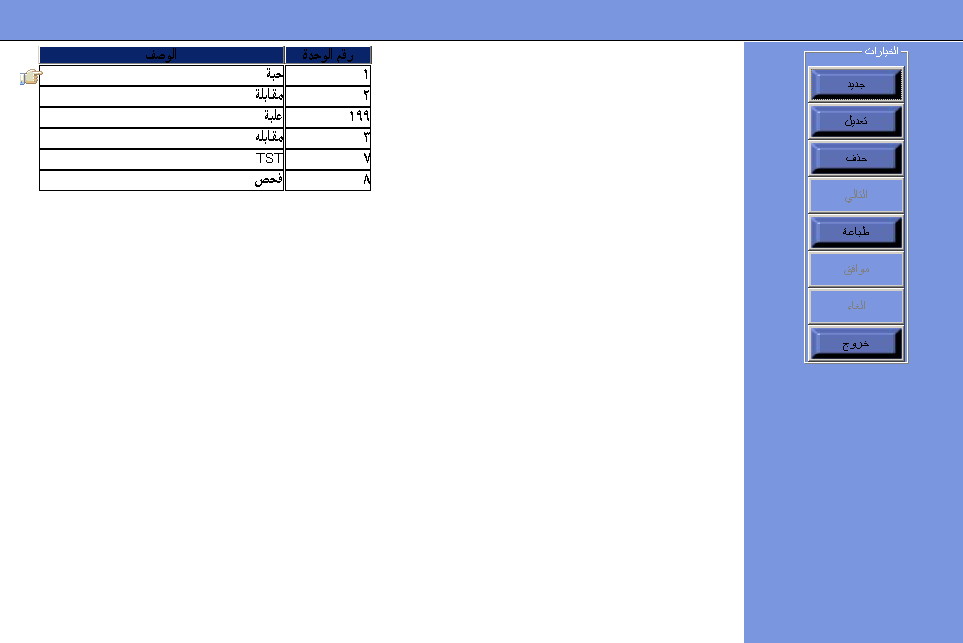 رقم الوحدة الوصف
١ حبة
٢ مقابلة
١٩٩ علبة
٣ مقابله
٧ TST
٨ فحص
الخيارات
جديد
تعديل
حذف
التالي
طباعة
موافق
الغاء
خروج